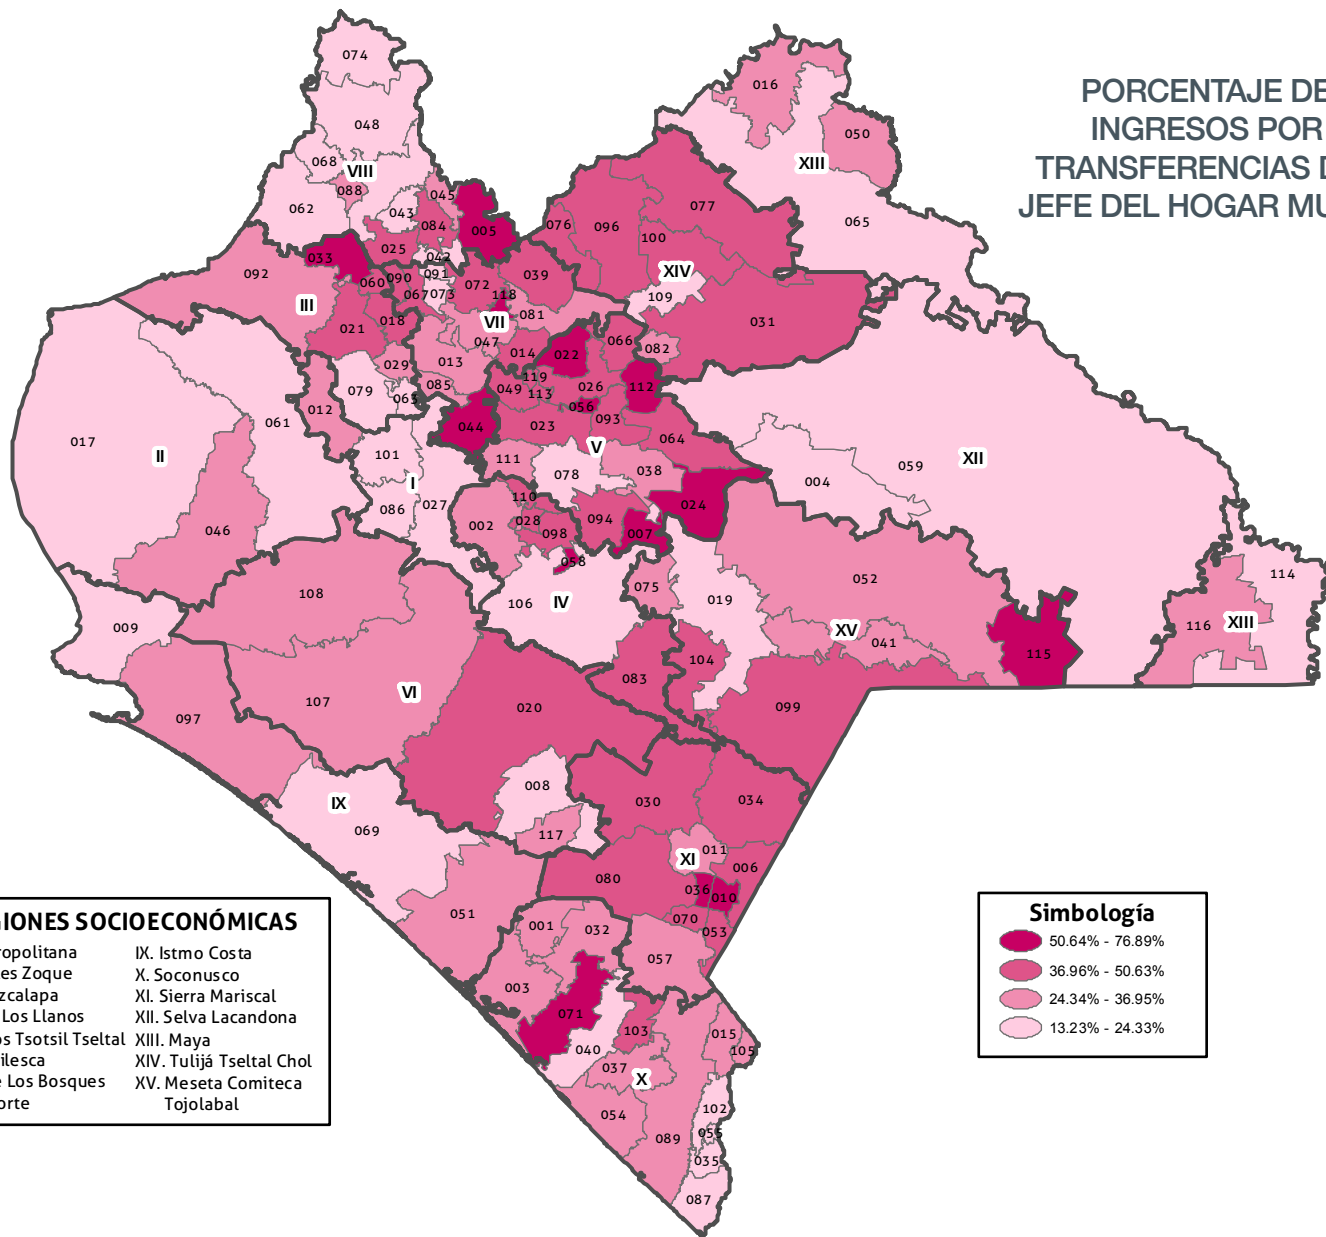 PORCENTAJE DE
INGRESOS POR
TRANSFERENCIAS D
JEFE DEL HOGAR MU
074
016
048
050
068
VIII
XIII
088
045
062
043
077
065
084
076
096
005
100
025
042
033
092
091
XIV
039
060
090
072
067
073
118
109
III
VII
081
031
021
018
047
066
082
014
022
013
029
119
085
112
079
049
026
063
113
056
012
093
044
023
061
064
017
V
II
101
111
XII
038
059
078
I
004
110
024
027
086
028
094
002
046
098
007
058
052
114
075
108
106
IV
019
116
XIII
009
XV
041
104
115
083
VI
107
020
099
097
008
030
034
IX
069
117
011
XI
006
080
036
010
051
070
001
032
053
057
003
071
103
015
040
105
037
X
102
054
055
089
035
087
GIONES SOCIOECONÓMICAS
ropolitana
es Zoque
zcalapa
Los Llanos
os Tsotsil Tseltal
ilesca
e Los Bosques
orte
IX. Istmo Costa
X. Soconusco
XI. Sierra Mariscal
XII. Selva Lacandona
XIII. Maya
XIV. Tulijá Tseltal Chol
XV. Meseta Comiteca
Tojolabal
Simbología
50.64% - 76.89%
36.96% - 50.63%
24.34% - 36.95%
13.23% - 24.33%